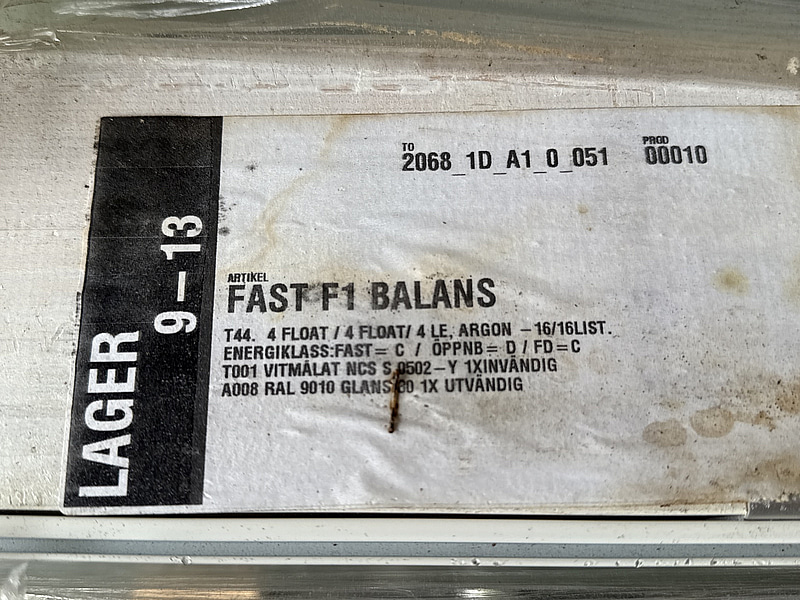 LAGER
9-13
TO
2068_1D_A1_0_051
PRGD
00010
ARTIKEL
FAST F1 BALANS
T44. 4 FLOAT / 4 FLOAT/ 4 LE, ARGON -16/16LIST.
ENERGIKLASS:FAST= C / ÖPPNB= D / FD=C
T001 VITMÅLAT NCS S 0502-Y 1XINVÄNDIG
A008 RAL 9010 GLANS 1X UTVÄNDIG